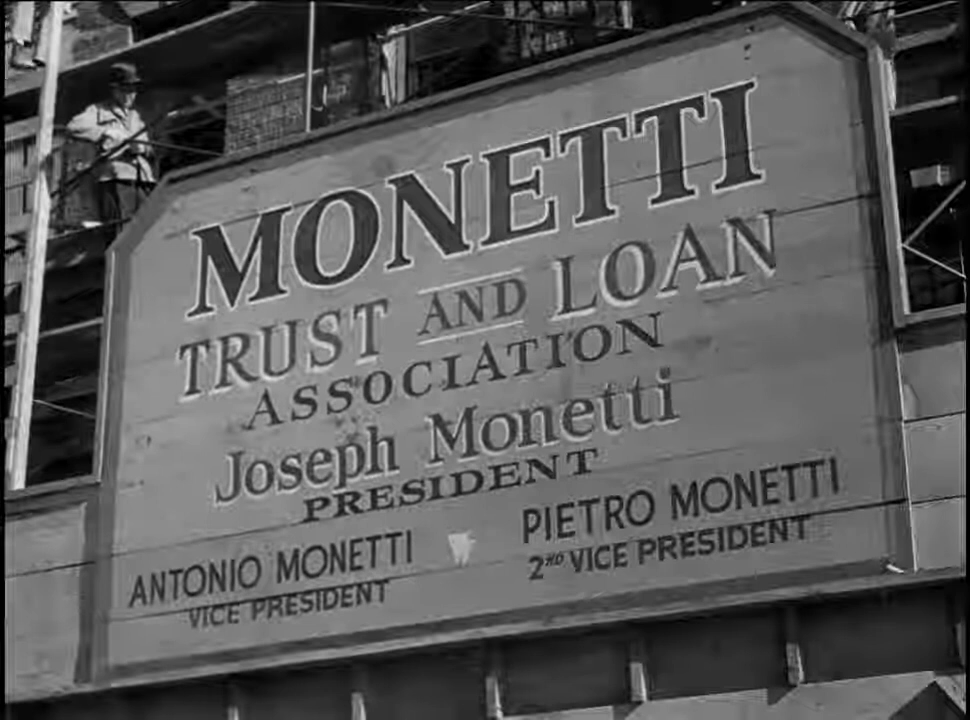 MONETTI
TRUST AND LOAN
ASSOCIATION
Joseph Monetti
PRESIDENT
ANTONIO MONETTI
VICE PRESIDENT
PIETRO MONETTI
2ND VICE PRESIDENT